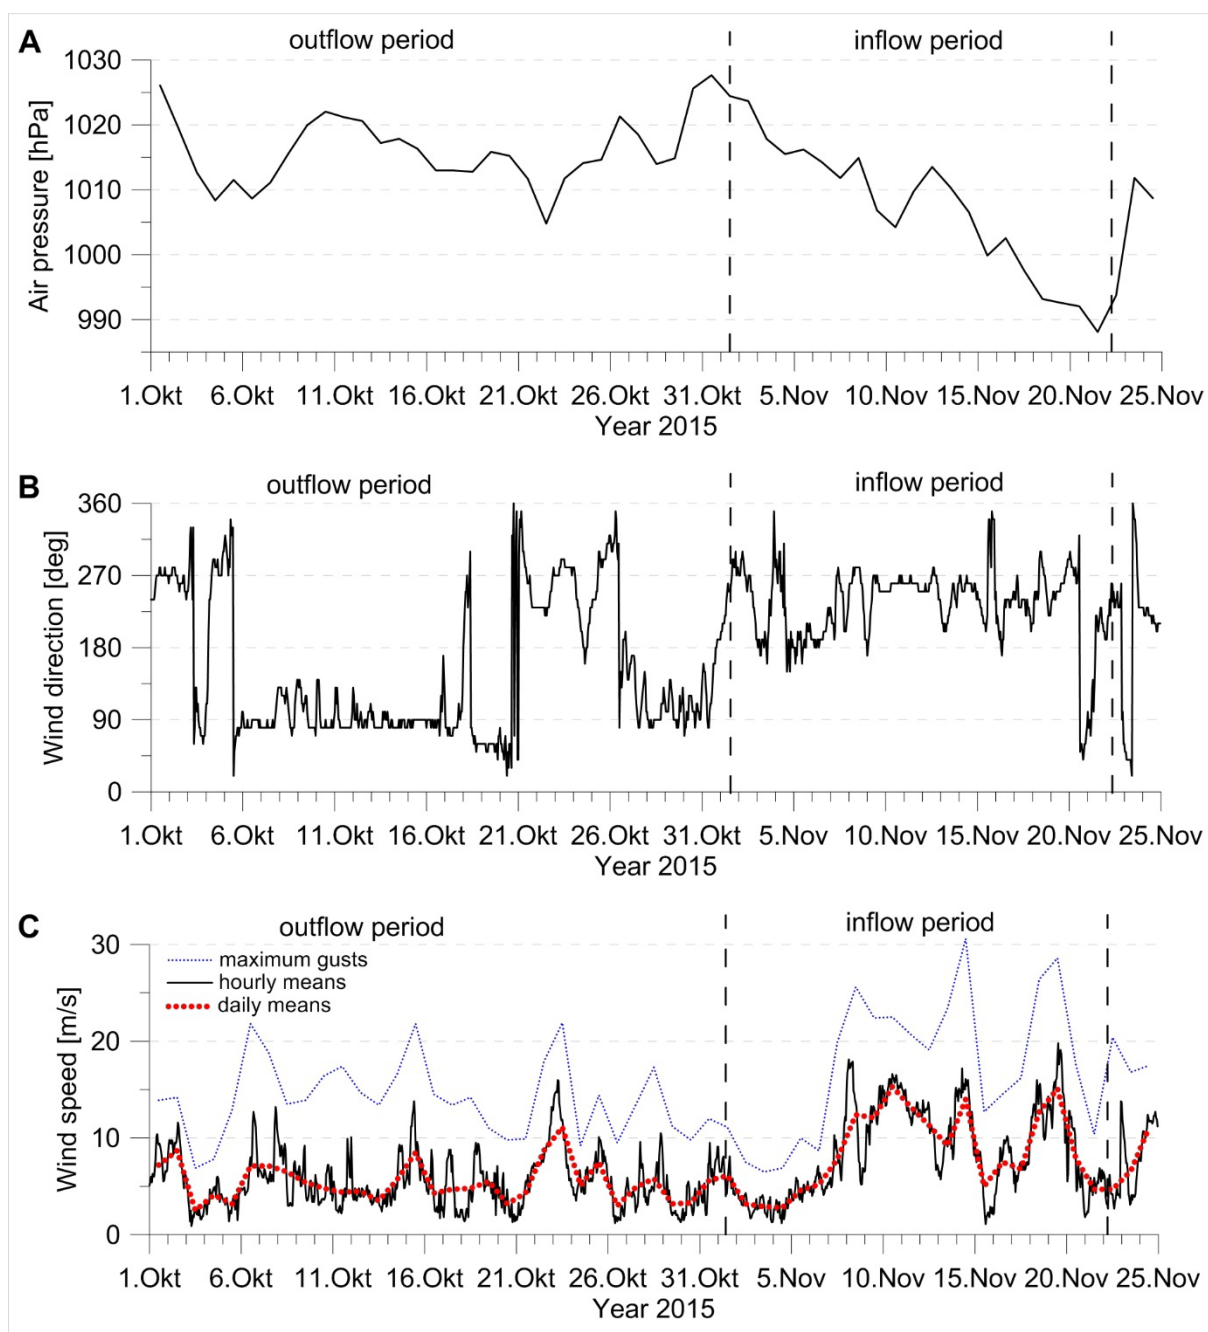 A
outflow period
inflow period
Air pressure [hPa]
1030
1020
1010
1000
990
1.Okt 6.Okt 11.Okt 16.Okt 21.Okt 26.Okt 31.Okt 5.Nov 10.Nov 15.Nov 20.Nov 25.Nov
Year 2015
B
outflow period
inflow period
Wind direction [deg]
360
270
180
90
0
1.Okt 6.Okt 11.Okt 16.Okt 21.Okt 26.Okt 31.Okt 5.Nov 10.Nov 15.Nov 20.Nov 25.Nov
Year 2015
C
outflow period
inflow period
maximum gusts
hourly means
daily means
Wind speed [m/s]
30
20
10
0
1.Okt 6.Okt 11.Okt 16.Okt 21.Okt 26.Okt 31.Okt 5.Nov 10.Nov 15.Nov 20.Nov 25.Nov
Year 2015